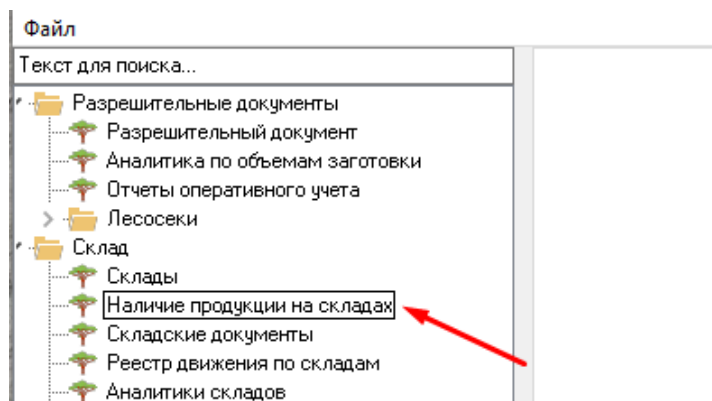 Файл
Текст для поиска...
Разрешительные документы
Разрешительный документ
Аналитика по объемам заготовки
Отчеты оперативного учета
Лесосеки
Склад
Склады
Наличие продукции на складах
Складские документы
Реестр движения по складам
Аналитики складов